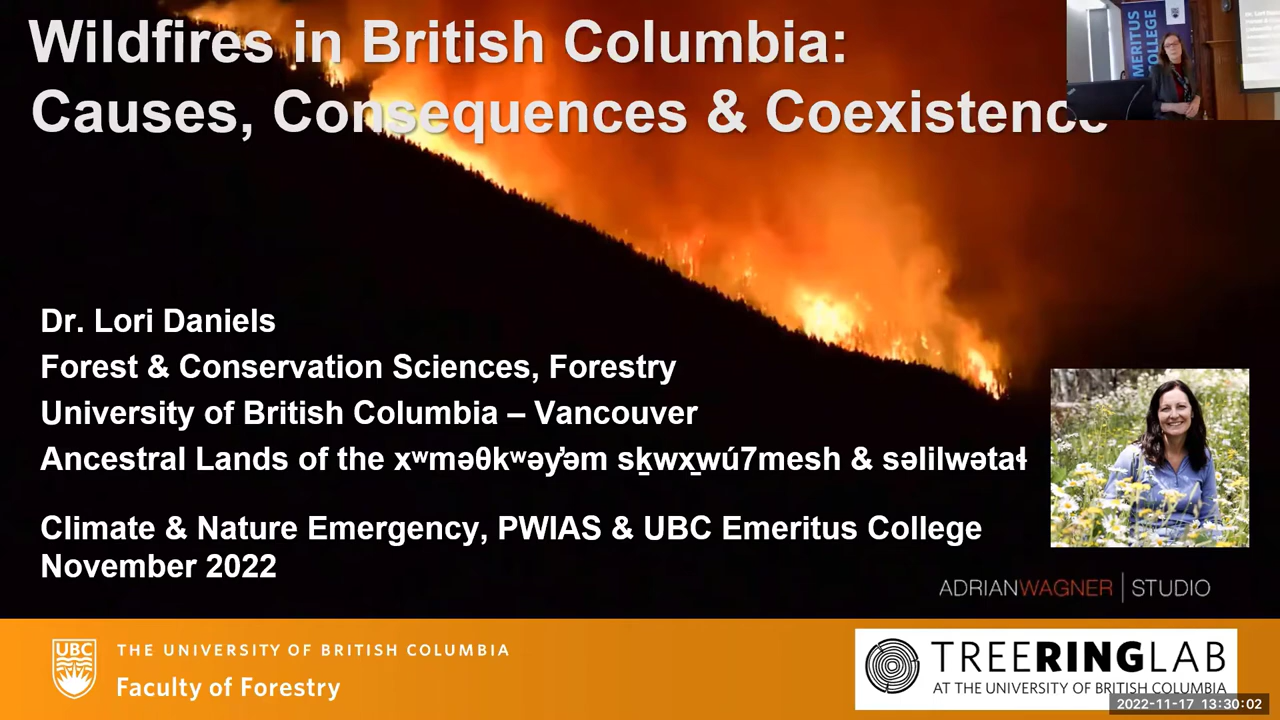 Wildfires in British Columbia:
Causes, Consequences & Coexistence
MERITUS
COLLEGE
Dr. Lori Daniels
Forest & Conservation Sciences, Forestry
University of British Columbia – Vancouver
Ancestral Lands of the xʷməθkʷəy̓əm sḵwx̱wú7mesh & səlilwətaɬ
Climate & Nature Emergency, PWIAS & UBC Emeritus College
November 2022
ADRIANWAGNER | STUDIO
UBC
THE UNIVERSITY OF BRITISH COLUMBIA
Faculty of Forestry
TREERINGLAB
AT THE UNIVERSITY OF BRITISH COLUMBIA
2022-11-17 13:30:02